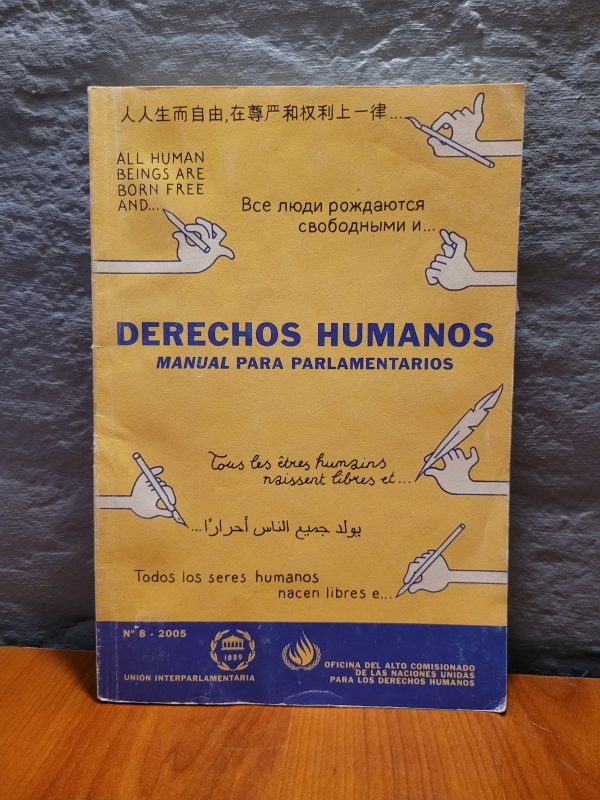 人人生而自由,在尊严和权利上一律...
ALL HUMAN
BEINGS ARE
BORN FREE
AND...
Все люди рождаются
свободными и...
DERECHOS HUMANOS
MANUAL PARA PARLAMENTARIOS
Tous les êtres humains
naissent libres et...
يولد جميع الناس أحرارًا...
Todos los seres humanos
nacen libres e...
Nº 8 - 2005
1889
UNIÓN INTERPARLAMENTARIA
OFICINA DEL ALTO COMISIONADO
DE LAS NACIONES UNIDAS
PARA LOS DERECHOS HUMANOS